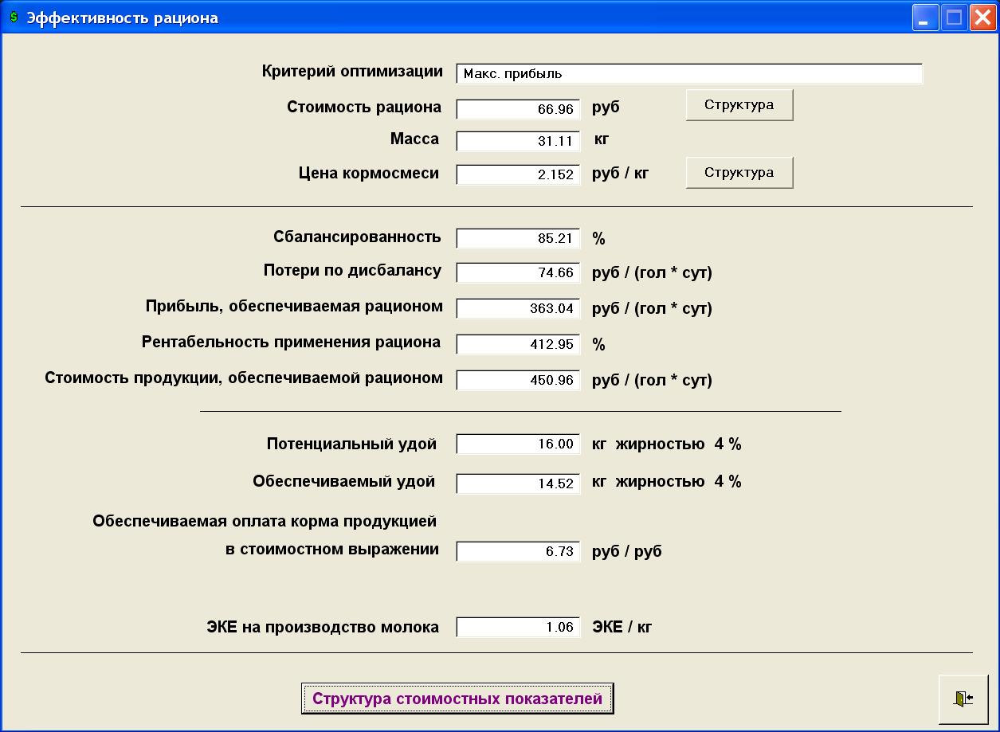 Эффективность рациона
Критерий оптимизации Макс. прибыль
Стоимость рациона 66.96 руб Структура
Масса 31.11 кг
Цена кормосмеси 2.152 руб / кг Структура
Сбалансированность 85.21 %
Потери по дисбалансу 74.66 руб / (гол * сут)
Прибыль, обеспечиваемая рационом 363.04 руб / (гол * сут)
Рентабельность применения рациона 412.95 %
Стоимость продукции, обеспечиваемой рационом 450.96 руб / (гол * сут)
Потенциальный удой 16.00 кг жирностью 4 %
Обеспечиваемый удой 14.52 кг жирностью 4 %
Обеспечиваемая оплата корма продукцией
в стоимостном выражении 6.73 руб / руб
ЭКЕ на производство молока 1.06 ЭКЕ / кг
Структура стоимостных показателей